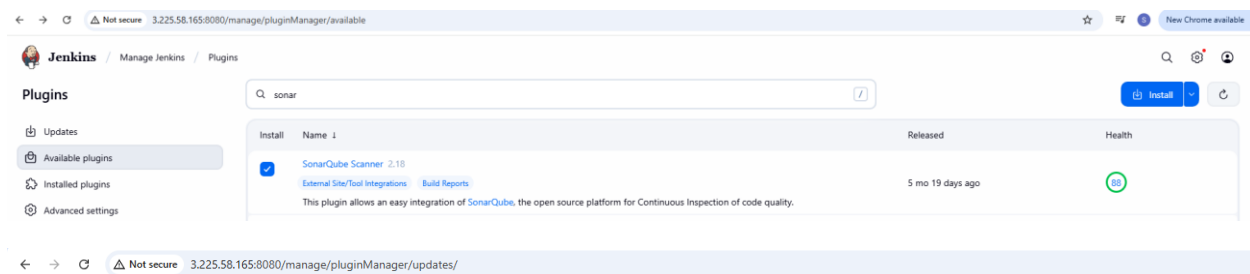 Not secure 3.225.58.165:8080/manage/pluginManager/available
S
New Chrome available
Jenkins / Manage Jenkins / Plugins
Plugins
sonar
/
Install
Updates
Available plugins
Installed plugins
Advanced settings
Install Name ↓ Released Health
SonarQube Scanner 2.18
External Site/Tool Integrations Build Reports
5 mo 19 days ago
88
This plugin allows an easy integration of SonarQube, the open source platform for Continuous Inspection of code quality.
Not secure 3.225.58.165:8080/manage/pluginManager/updates/